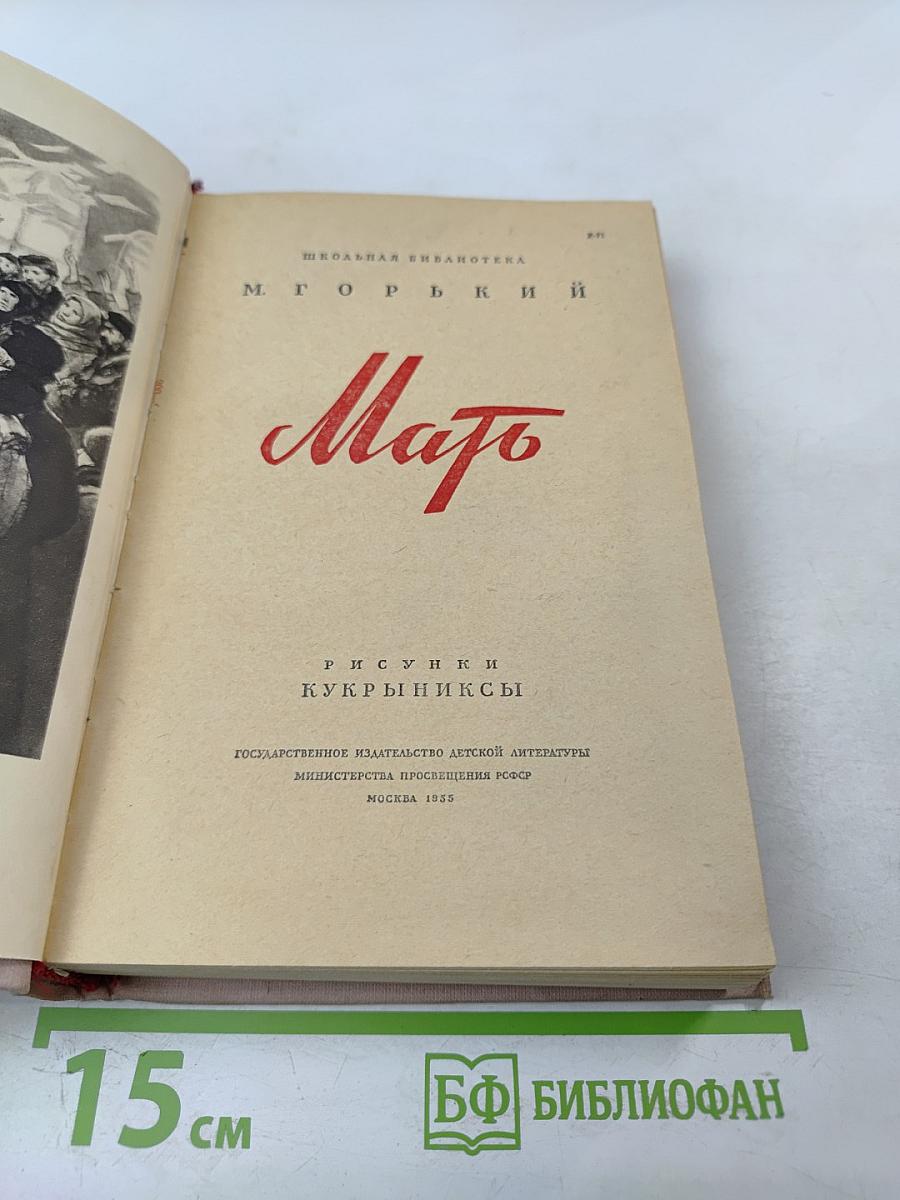 ШКОЛЬНАЯ БИБЛИОТЕКА
М. ГОРЬКИЙ
Мать
РИСУНКИ
КУКРЫНИКСЫ
ГОСУДАРСТВЕННОЕ ИЗДАТЕЛЬСТВО ДЕТСКОЙ ЛИТЕРАТУРЫ
МИНИСТЕРСТВА ПРОСВЕЩЕНИЯ РСФСР
МОСКВА 1955
15 см
БФ БИБЛИОФАН